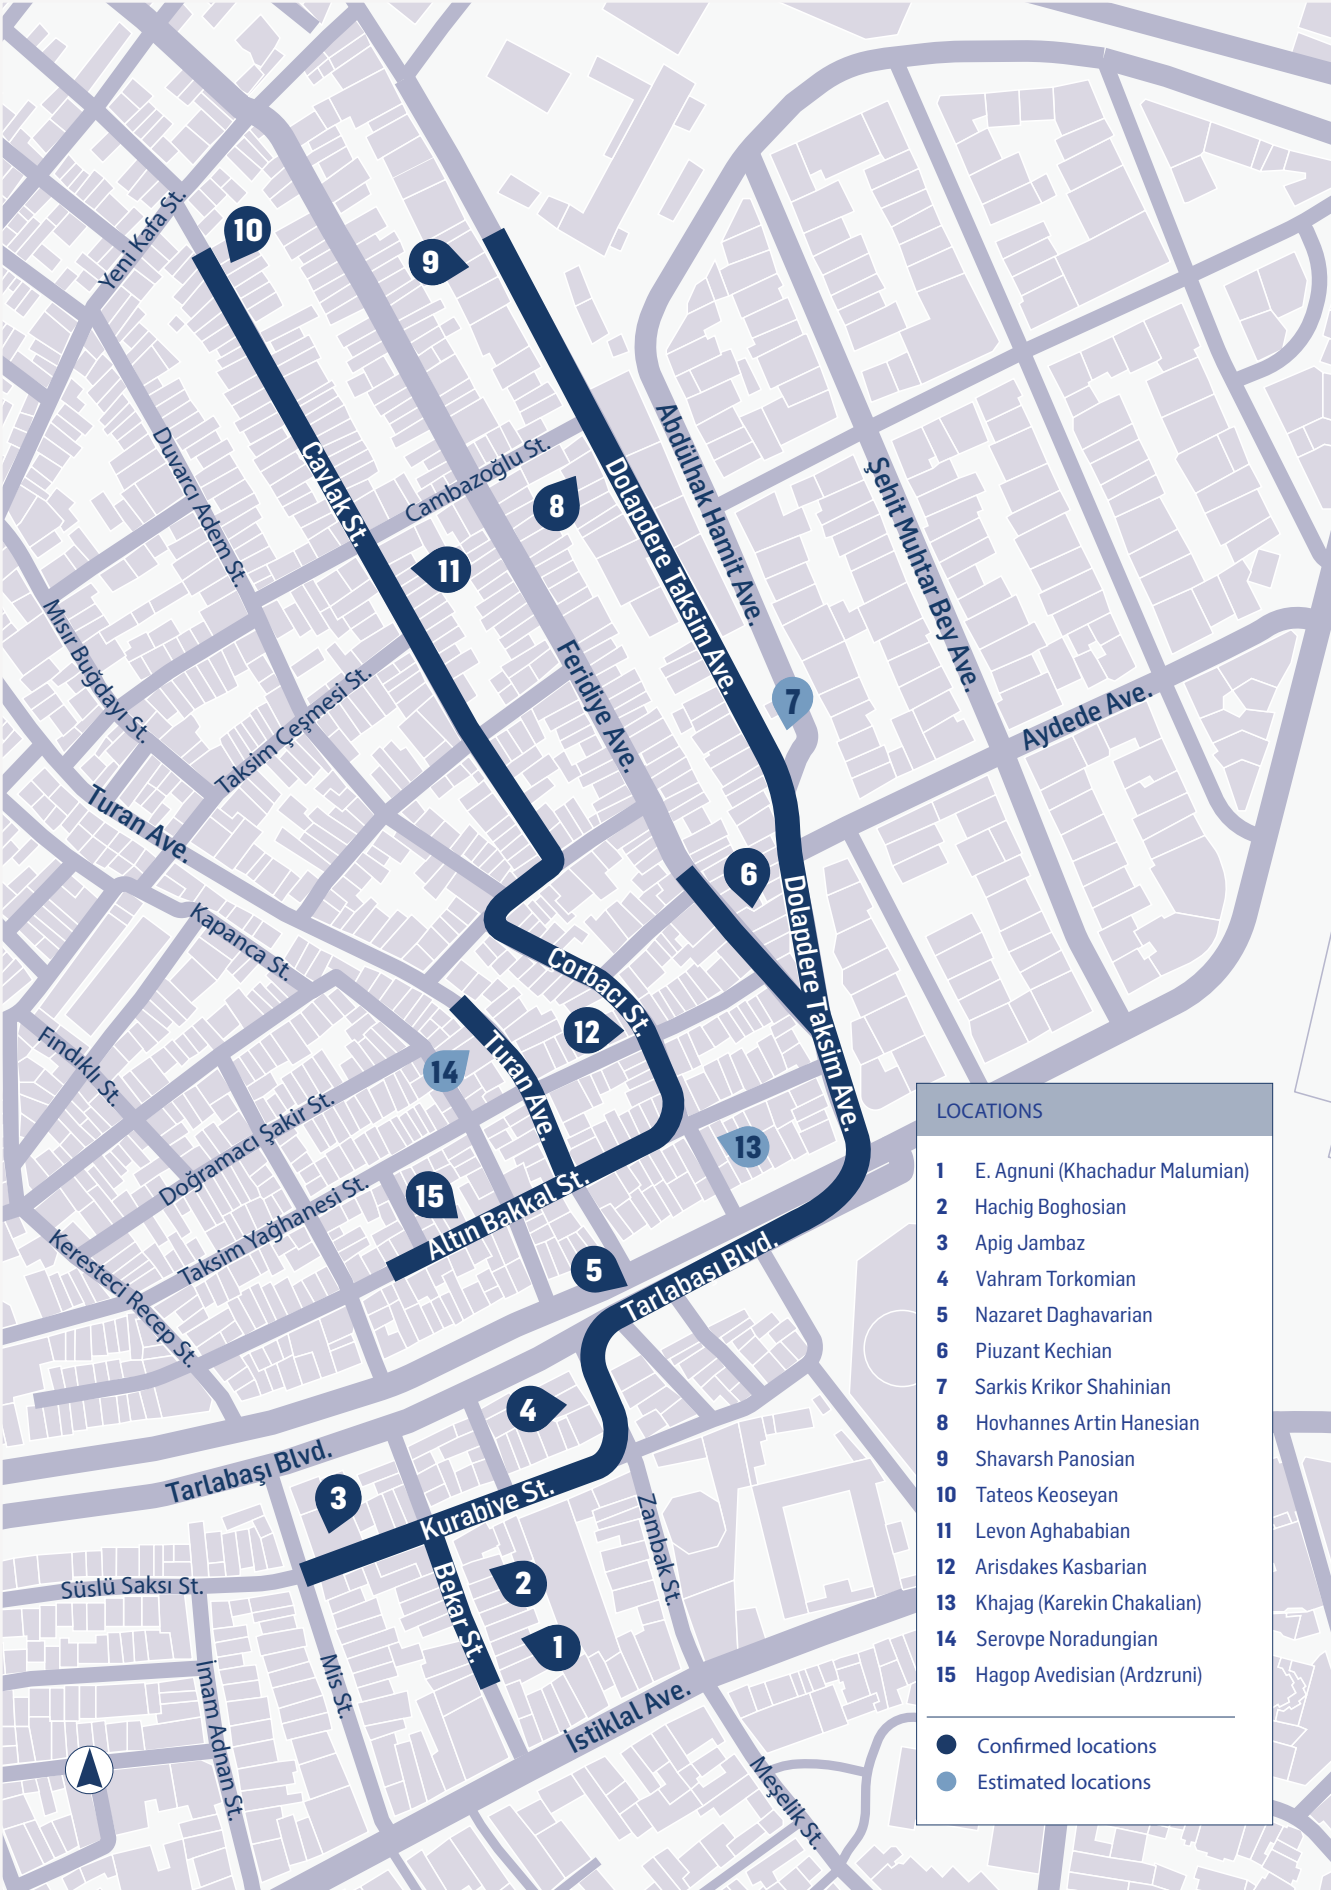 Yeni Kafa St.
10
9
Duvarcı Adem St.
Çaylak St.
Cambazoğlu St.
8
11
Dolapdere Taksim Ave.
Abdülhak Hamit Ave.
Şehit Muhtar Bey Ave.
Mısır Buğdayı St.
Taksim Çeşmesi St.
Feridiye Ave.
7
Aydede Ave.
Turan Ave.
6
Kapanca St.
Dolapdere Taksim Ave.
Çorbacı St.
12
Fındıklı St.
14
Turan Ave.
Doğramacı Şakir St.
13
15
Taksim Yağhanesi St.
Altın Bakkal St.
Keresteci Recep St.
5
Tarlabaşı Blvd.
4
Tarlabaşı Blvd.
3
Kurabiye St.
Zambak St.
Süslü Saksı St.
Bekar St.
2
1
Mis St.
İmam Adnan St.
İstiklal Ave.
Meşelik St.
LOCATIONS
1 E. Agnuni (Khachadur Malumian)
2 Hachig Boghosian
3 Apig Jambaz
4 Vahram Torkomian
5 Nazaret Daghavarian
6 Piuzant Kechian
7 Sarkis Krikor Shahinian
8 Hovhannes Artin Hanesian
9 Shavarsh Panosian
10 Tateos Keoseyan
11 Levon Aghababian
12 Arisdakes Kasbarian
13 Khajag (Karekin Chakalian)
14 Serovpe Noradungian
15 Hagop Avedisian (Ardzruni)
Confirmed locations
Estimated locations